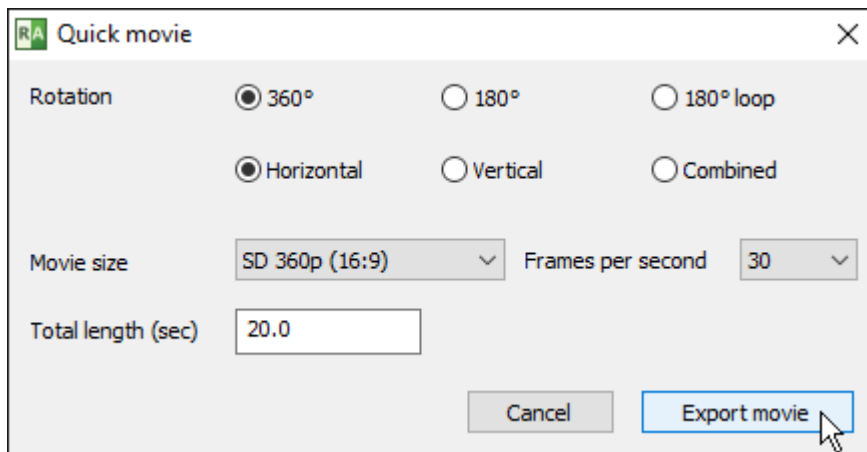 RA Quick movie
Rotation 360° 180° 180° loop
Horizontal Vertical Combined
Movie size SD 360p (16:9) Frames per second 30
Total length (sec) 20.0
Cancel Export movie